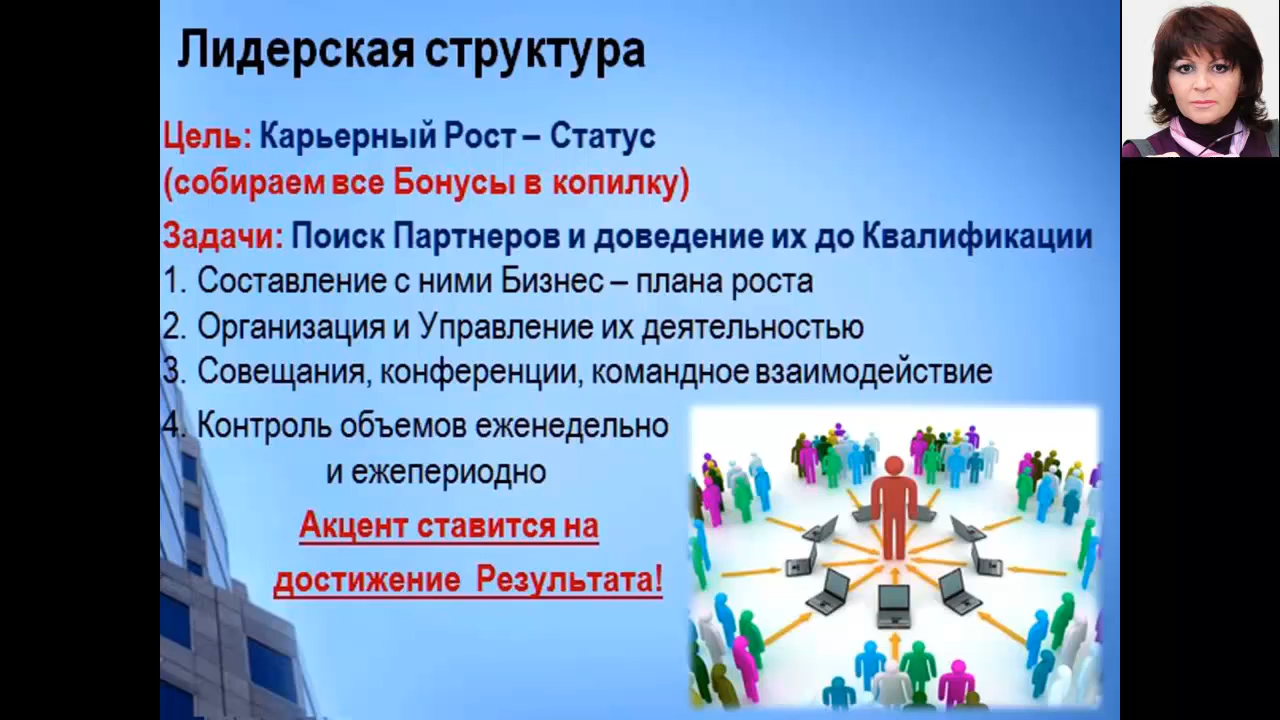 Лидерская структура
Цель: Карьерный Рост – Статус
(собираем все Бонусы в копилку)
Задачи: Поиск Партнеров и доведение их до Квалификации
1. Составление с ними Бизнес – плана роста
2. Организация и Управление их деятельностью
3. Совещания, конференции, командное взаимодействие
4. Контроль объемов еженедельно
и ежепериодно
Акцент ставится на
достижение Результата!